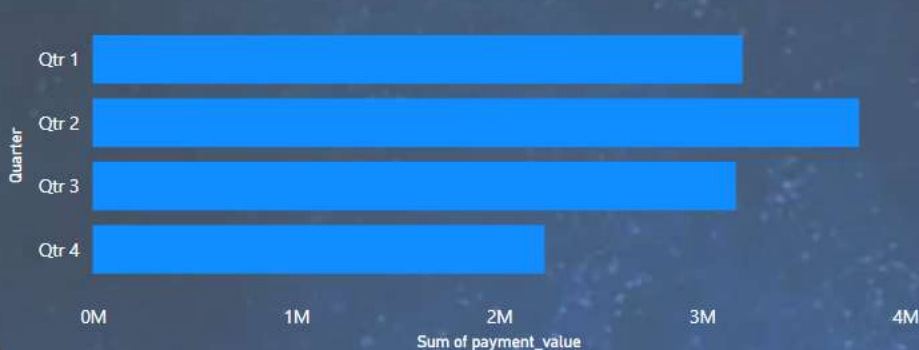 Quarter
Qtr 1
Qtr 2
Qtr 3
Qtr 4
0M 1M 2M 3M 4M
Sum of payment_value